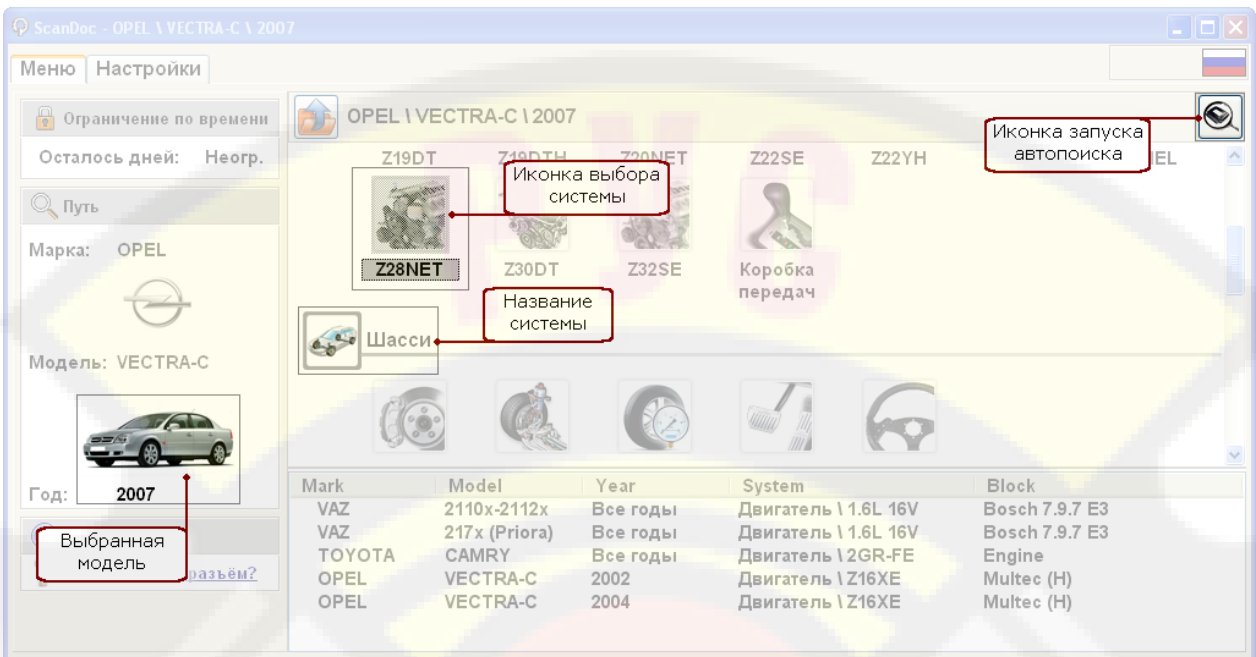 ScanDoc - OPEL \ VECTRA-C \ 2007
Меню Настройки
Ограничение по времени
Осталось дней: Неогр.
Путь
Марка: OPEL
Модель: VECTRA-C
Год: 2007
Выбранная
модель
разъём?
OPEL \ VECTRA-C \ 2007
Иконка запуска
автопоиска
Z19DT Z19DTH Z20NET Z22SE Z22YH EL
Иконка выбора
системы
Z28NET Z30DT Z32SE Коробка
передач
Название
системы
Шасси
Mark Model Year System Block
VAZ 2110x-2112x Все годы Двигатель \ 1.6L 16V Bosch 7.9.7 E3
VAZ 217x (Priora) Все годы Двигатель \ 1.6L 16V Bosch 7.9.7 E3
TOYOTA CAMRY Все годы Двигатель \ 2GR-FE Engine
OPEL VECTRA-C 2002 Двигатель \ Z16XE Multec (H)
OPEL VECTRA-C 2004 Двигатель \ Z16XE Multec (H)
РУС